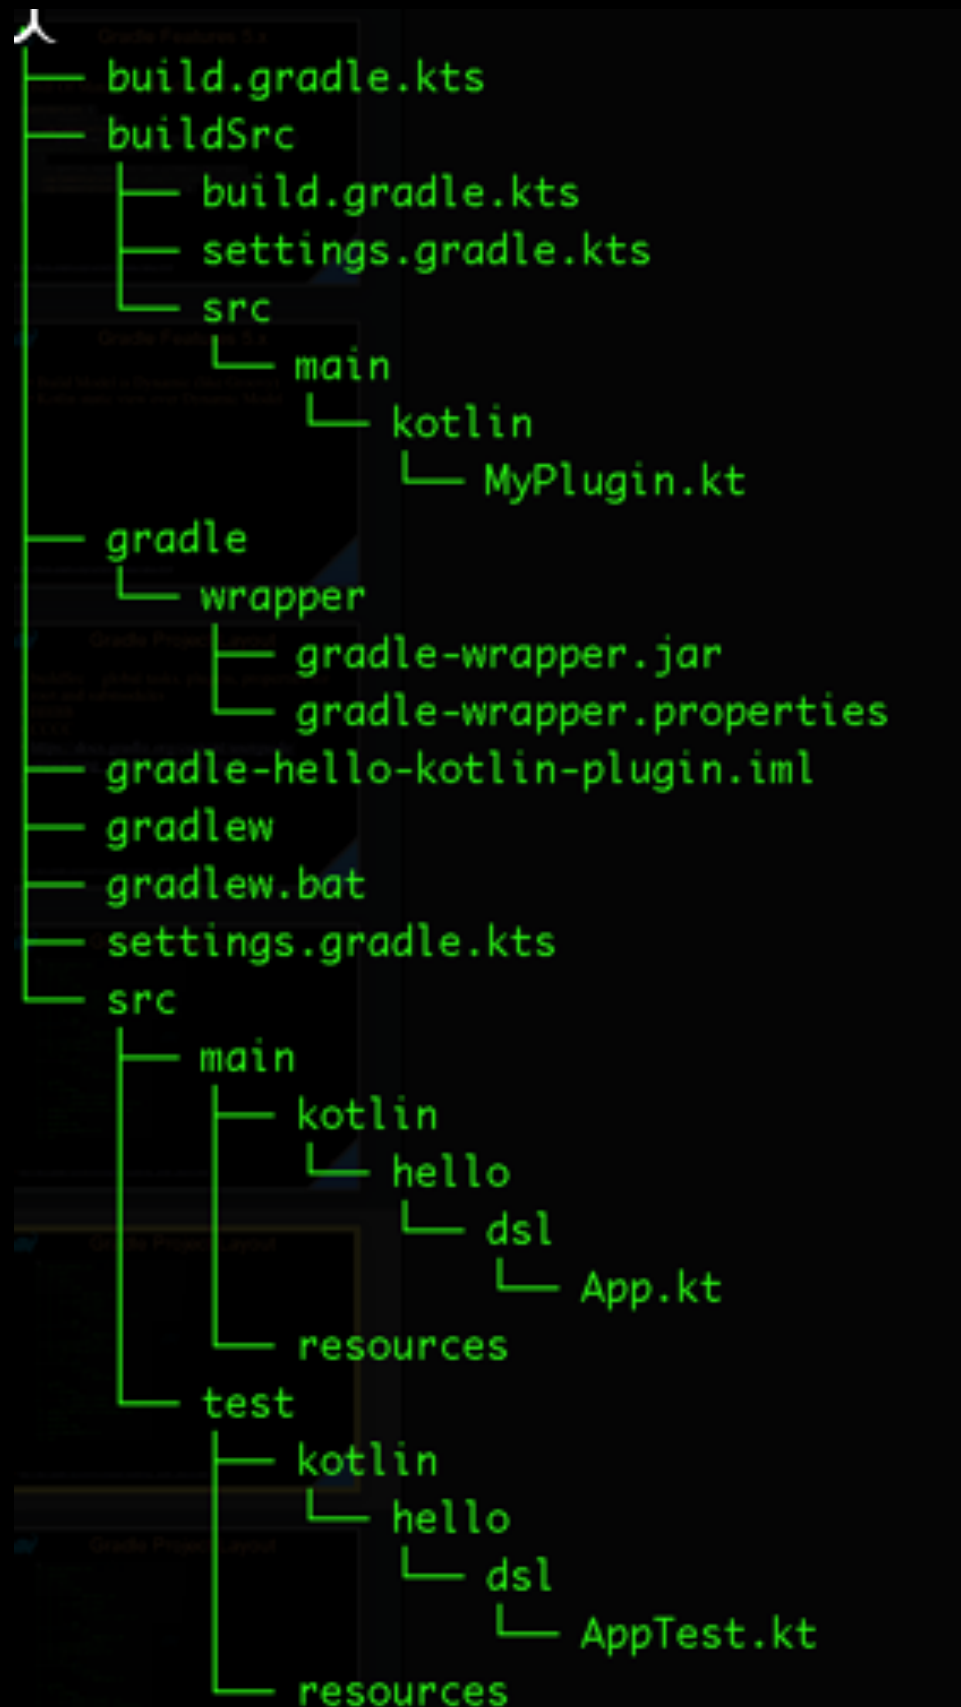 build.gradle.kts
buildSrc
build.gradle.kts
settings.gradle.kts
src
main
kotlin
MyPlugin.kt
gradle
wrapper
gradle-wrapper.jar
gradle-wrapper.properties
gradle-hello-kotlin-plugin.iml
gradlew
gradlew.bat
settings.gradle.kts
src
main
kotlin
hello
dsl
App.kt
resources
test
kotlin
hello
dsl
AppTest.kt
resources